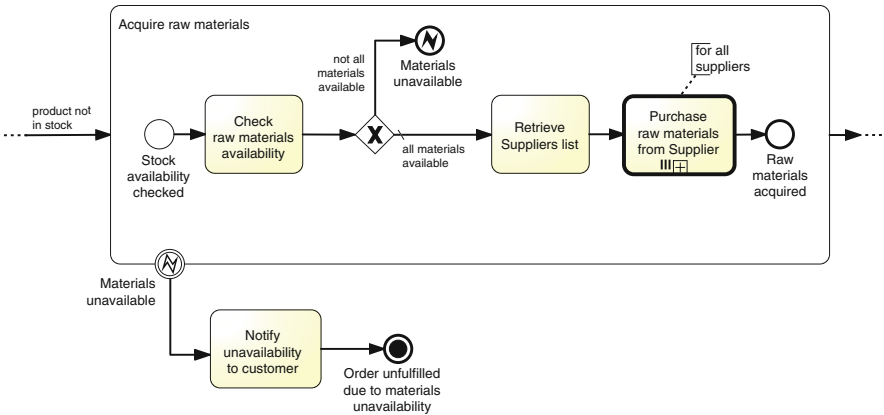 Acquire raw materials
product not
in stock
Stock
availability
checked
Check
raw materials
availability
not all
materials
available
Materials
unavailable
X
all materials
available
Retrieve
Suppliers list
for all
suppliers
Purchase
raw materials
from Supplier
Raw
materials
acquired
Materials
unavailable
Notify
unavailability
to customer
Order unfulfilled
due to materials
unavailability